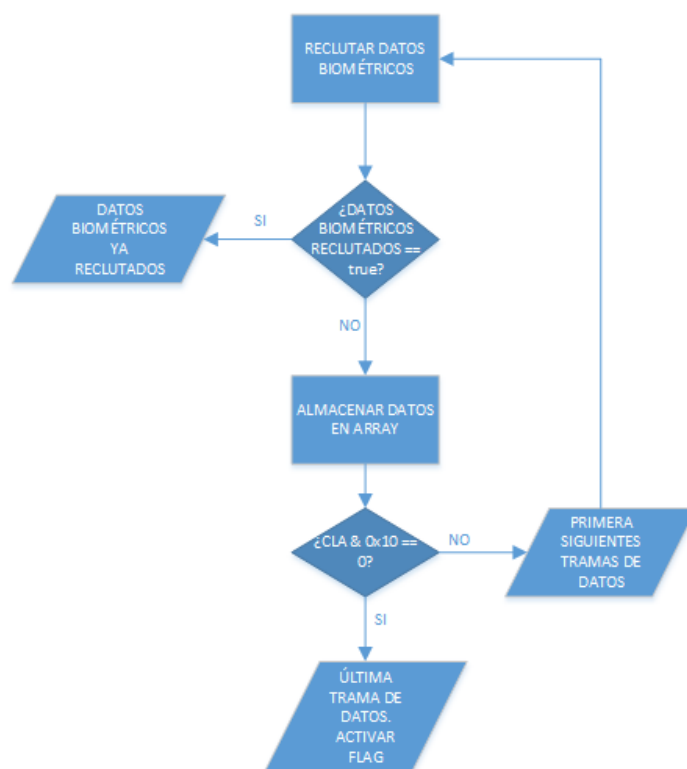 RECLUTAR DATOS
BIOMÉTRICOS
¿DATOS
BIOMÉTRICOS
RECLUTADOS ==
true?
SI
DATOS
BIOMÉTRICOS
YA
RECLUTADOS
NO
ALMACENAR DATOS
EN ARRAY
¿CLA & 0x10 ==
0?
NO
PRIMERA
SIGUIENTES
TRAMAS DE
DATOS
SI
ÚLTIMA
TRAMA DE
DATOS.
ACTIVAR
FLAG